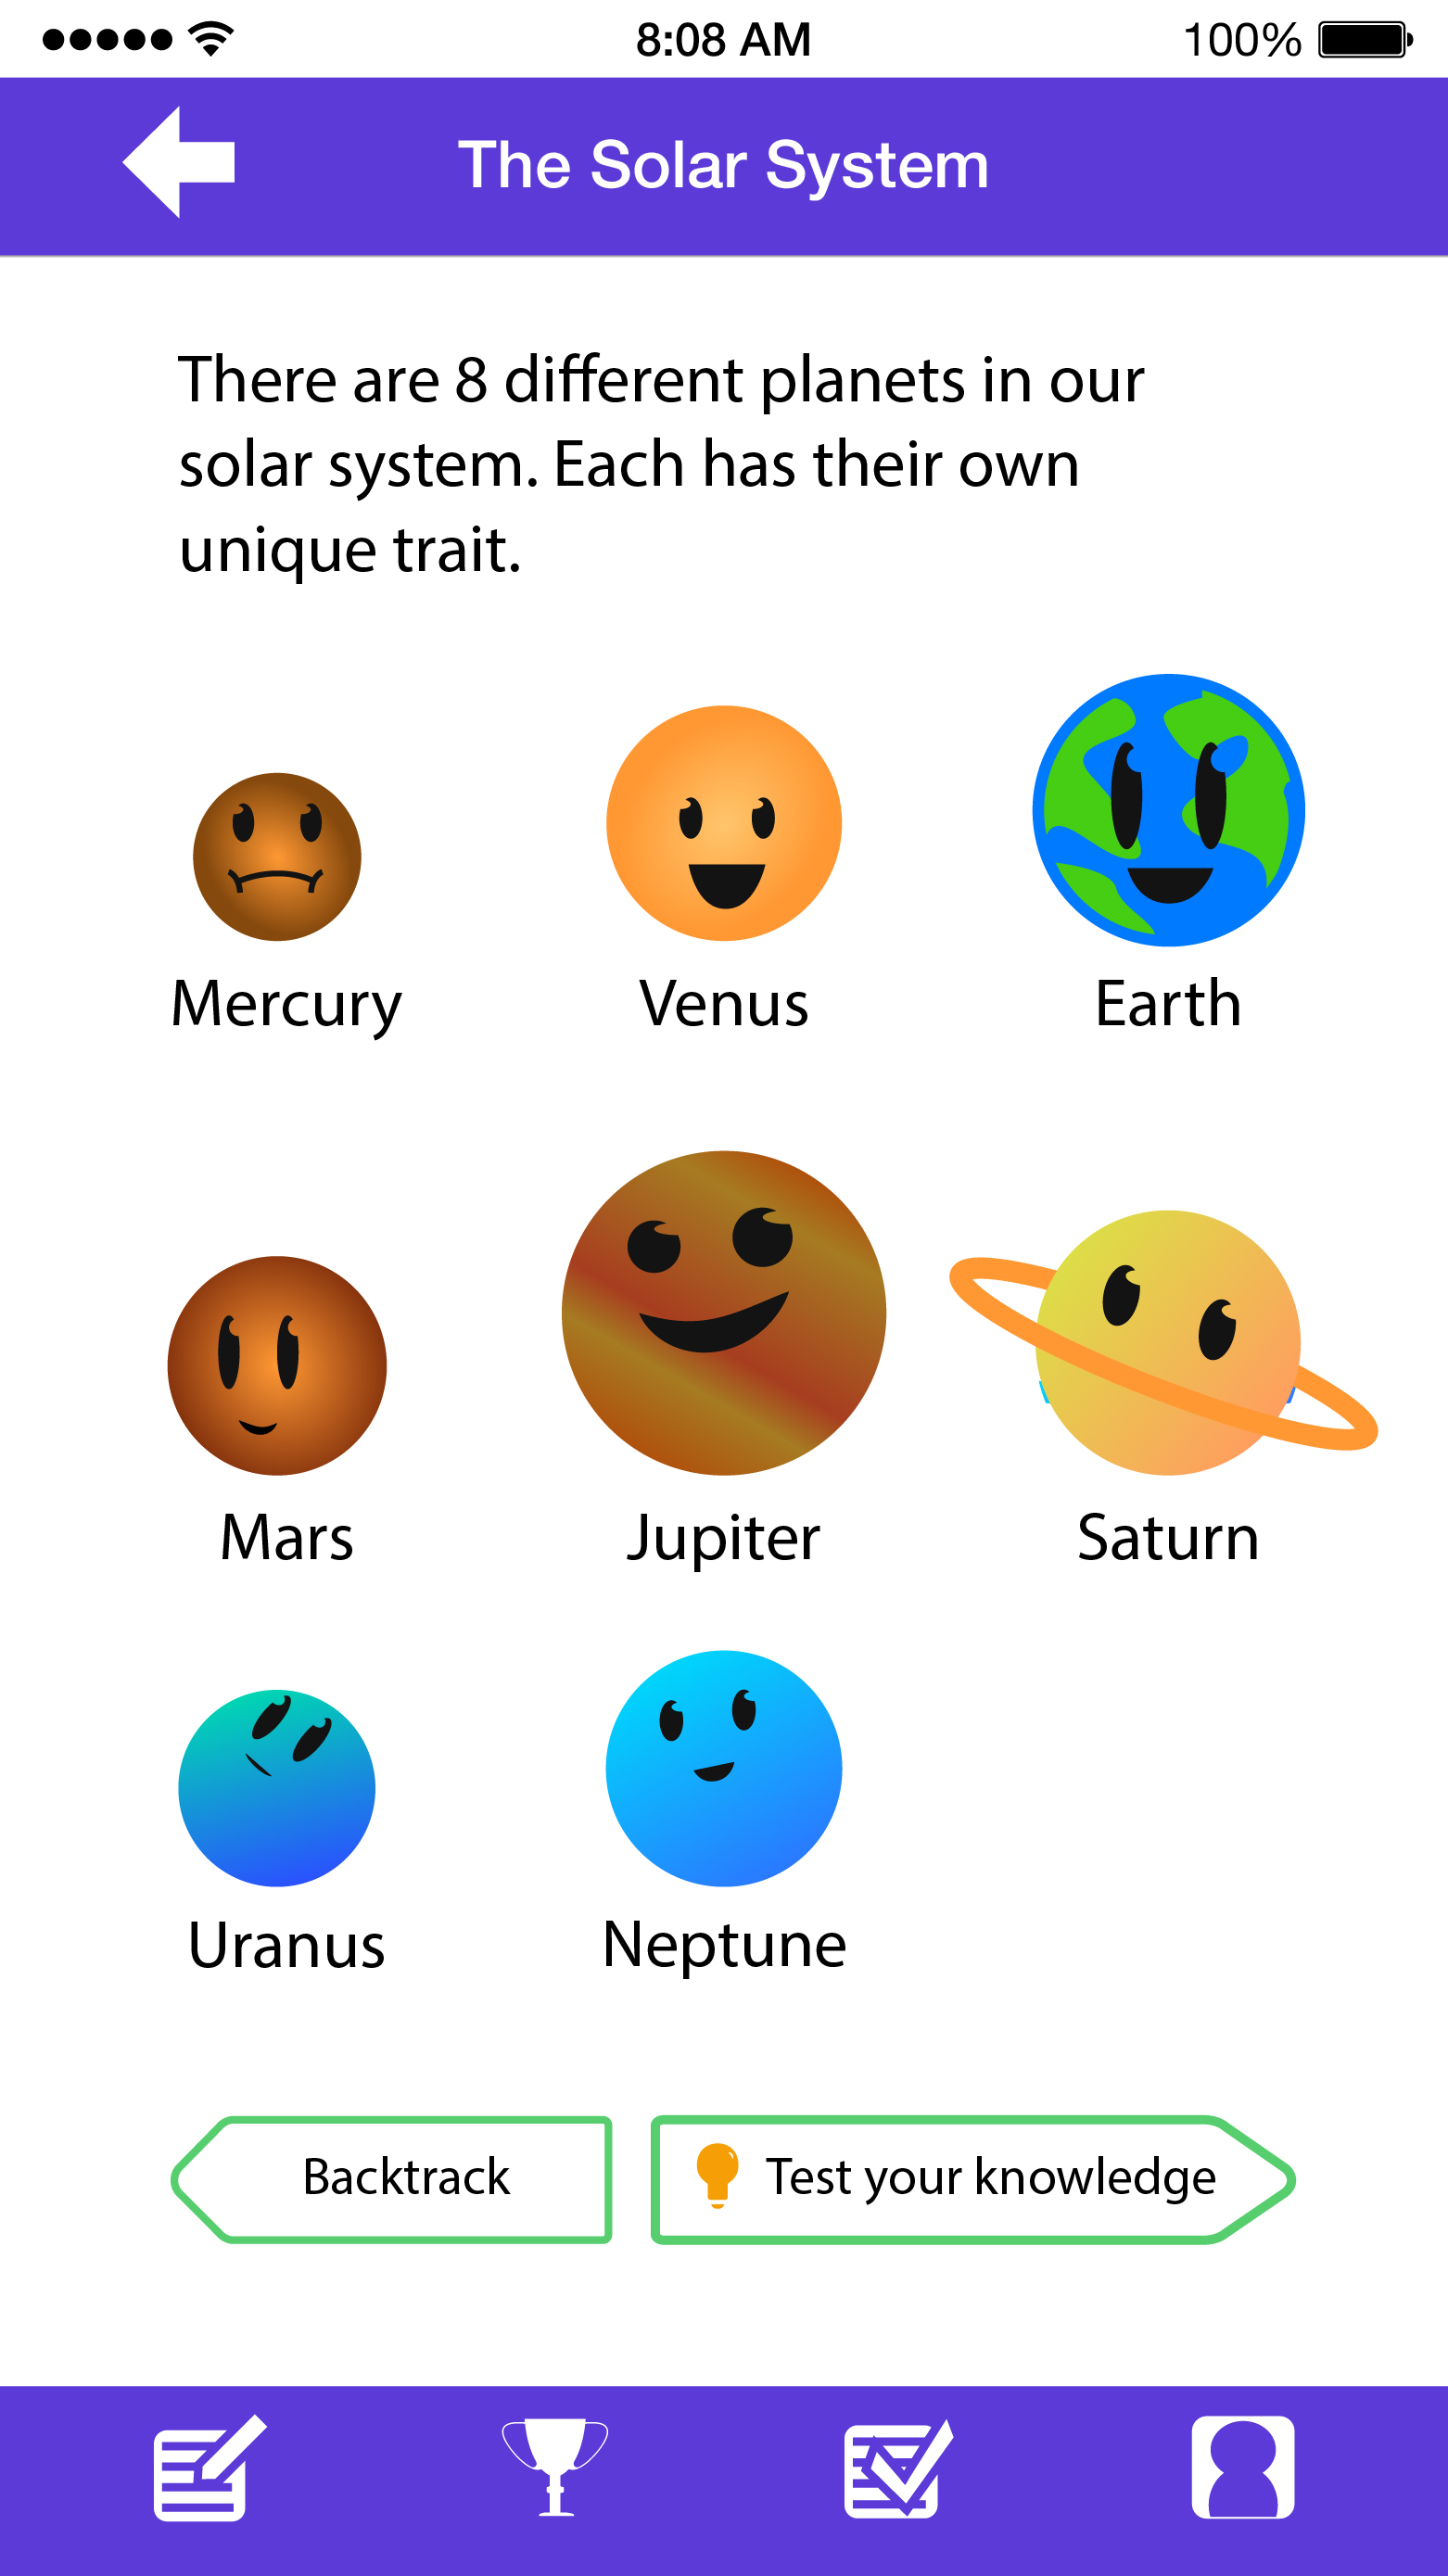 8:08 AM 100%
The Solar System
There are 8 different planets in our
solar system. Each has their own
unique trait.
Mercury Venus Earth
Mars Jupiter Saturn
Uranus Neptune
Backtrack Test your knowledge